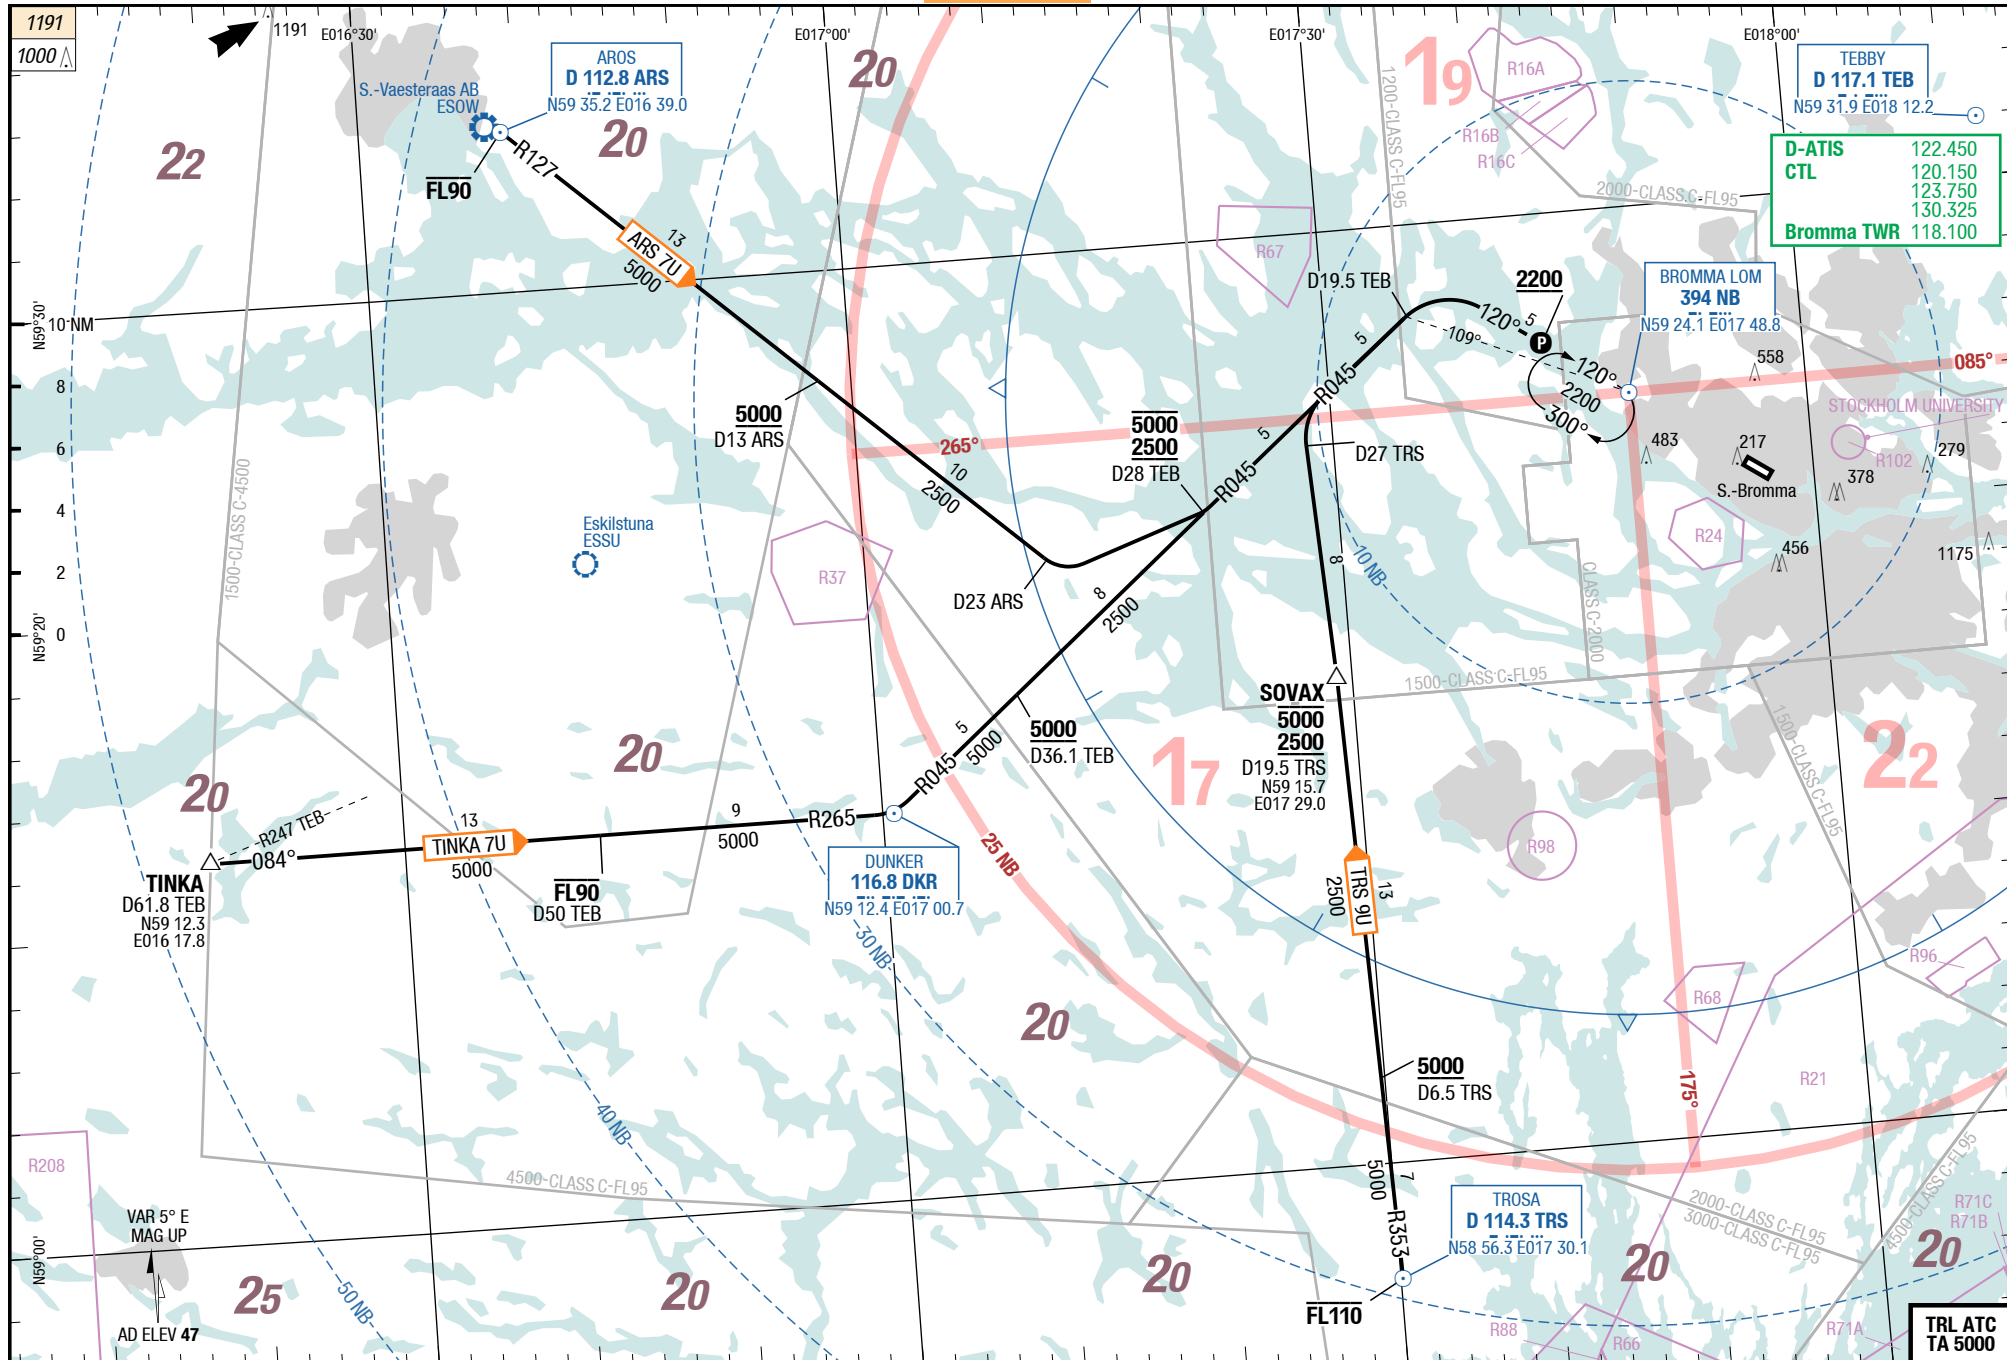 1191
1000
1191
E016°30'
E017°00'
E017°30'
E018°00'
AROS
D 112.8 ARS
N59 35.2 E016 39.0
S.-Vaesteraas AB
ESOW
FL90
R127
22
20
20
19
R16A
R16B
R16C
1200-CLASS C-FL95
2000-CLASS C-FL95
TEBBY
D 117.1 TEB
N59 31.9 E018 12.2
D-ATIS 122.450
CTL 120.150
123.750
130.325
Bromma TWR 118.100
13
ARS 7U
5000
R67
D19.5 TEB
2200
BROMMA LOM
394 NB
N59 24.1 E017 48.8
N59°30'
10 NM
8
6
4
2
0
N59°20'
N59°00'
120°
5
P
109°
120°
2200
300°
5
R045
558
085°
STOCKHOLM UNIVERSITY
R102
483
217
279
378
S.-Bromma
R24
456
1175
5000
D13 ARS
265°
10
2500
5000
2500
D28 TEB
5
R045
D27 TRS
8
10 NB
CLASS C-2000
1500-CLASS C-4500
Eskilstuna
ESSU
R37
D23 ARS
8
2500
SOVAX
5000
2500
D19.5 TRS
N59 15.7
E017 29.0
1500-CLASS C-FL95
1500-CLASS C-FL95
17
22
20
20
5
5000
R045
5000
D36.1 TEB
R247 TEB
084°
TINKA
D61.8 TEB
N59 12.3
E016 17.8
13
TINKA 7U
5000
9
5000
R265
FL90
D50 TEB
DUNKER
116.8 DKR
N59 12.4 E017 00.7
25 NB
30 NB
40 NB
50 NB
TRS 9U
13
2500
R98
R96
R68
R21
175°
20
5000
D6.5 TRS
7
5000
R353
R208
4500-CLASS C-FL95
VAR 5° E
MAG UP
AD ELEV 47
25
20
20
20
20
TROSA
D 114.3 TRS
N58 56.3 E017 30.1
FL110
2000-CLASS C-FL95
3000-CLASS C-FL95
4500-CLASS C-FL95
R71C
R71B
R71A
R88
R66
TRL ATC
TA 5000